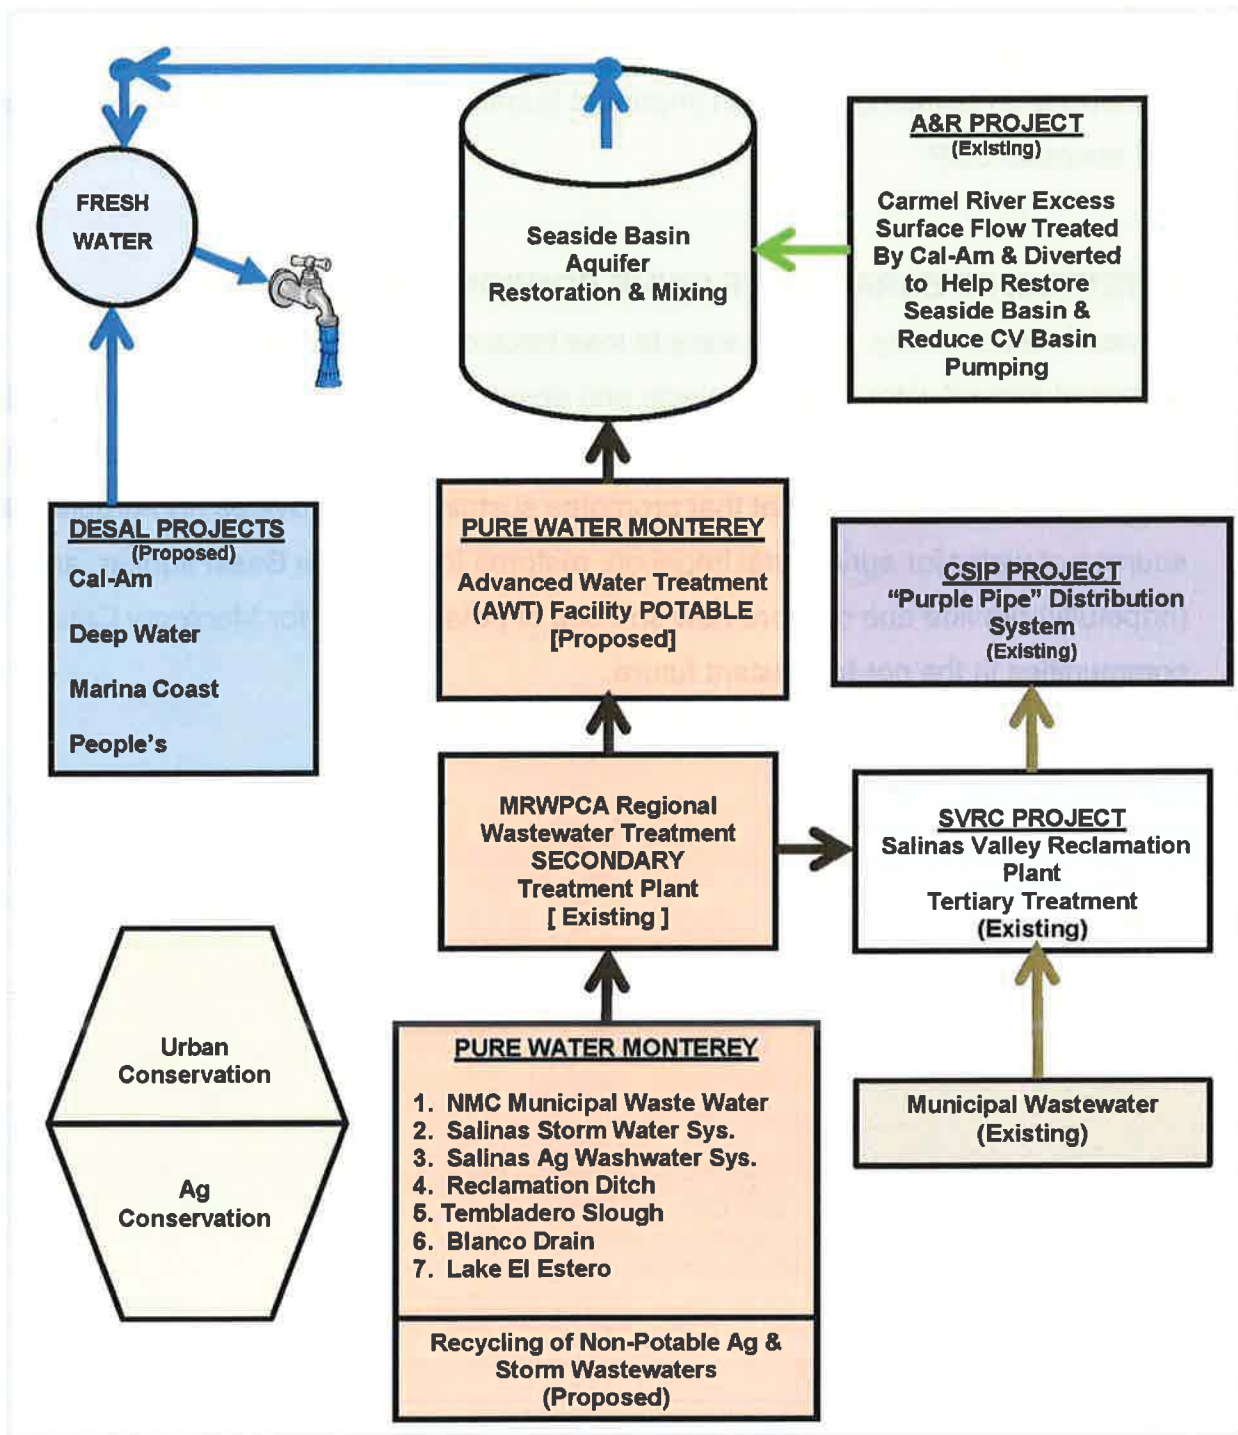 FRESH
WATER
Seaside Basin
Aquifer
Restoration & Mixing
A&R PROJECT
(Existing)
Carmel River Excess
Surface Flow Treated
By Cal-Am & Diverted
to Help Restore
Seaside Basin &
Reduce CV Basin
Pumping
DESAL PROJECTS
(Proposed)
Cal-Am
Deep Water
Marina Coast
People's
PURE WATER MONTEREY
Advanced Water Treatment
(AWT) Facility POTABLE
[Proposed]
CSIP PROJECT
“Purple Pipe” Distribution
System
(Existing)
MRWPCA Regional
Wastewater Treatment
SECONDARY
Treatment Plant
[ Existing ]
SVRC PROJECT
Salinas Valley Reclamation
Plant
Tertiary Treatment
(Existing)
Urban
Conservation
Ag
Conservation
PURE WATER MONTEREY
1. NMC Municipal Waste Water
2. Salinas Storm Water Sys.
3. Salinas Ag Washwater Sys.
4. Reclamation Ditch
5. Tembladero Slough
6. Blanco Drain
7. Lake El Estero
Recycling of Non-Potable Ag &
Storm Wastewaters
(Proposed)
Municipal Wastewater
(Existing)